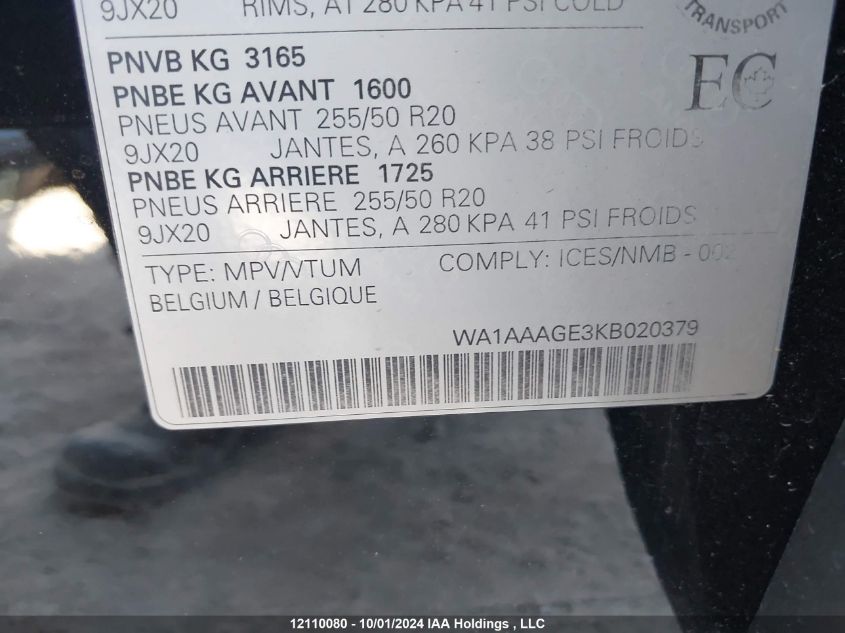 9JX20 RIMS, AT 280 KPA 41 PSI COLD
TRANSPORT
PNVB KG 3165
EC
PNBE KG AVANT 1600
PNEUS AVANT 255/50 R20
9JX20 JANTES, A 260 KPA 38 PSI FROIDS
PNBE KG ARRIERE 1725
PNEUS ARRIERE 255/50 R20
9JX20 JANTES, A 280 KPA 41 PSI FROIDS
TYPE: MPV/VTUM COMPLY: ICES/NMB - 002
BELGIUM / BELGIQUE
WA1AAAGE3KB020379
12110080 - 10/01/2024 IAA Holdings , LLC